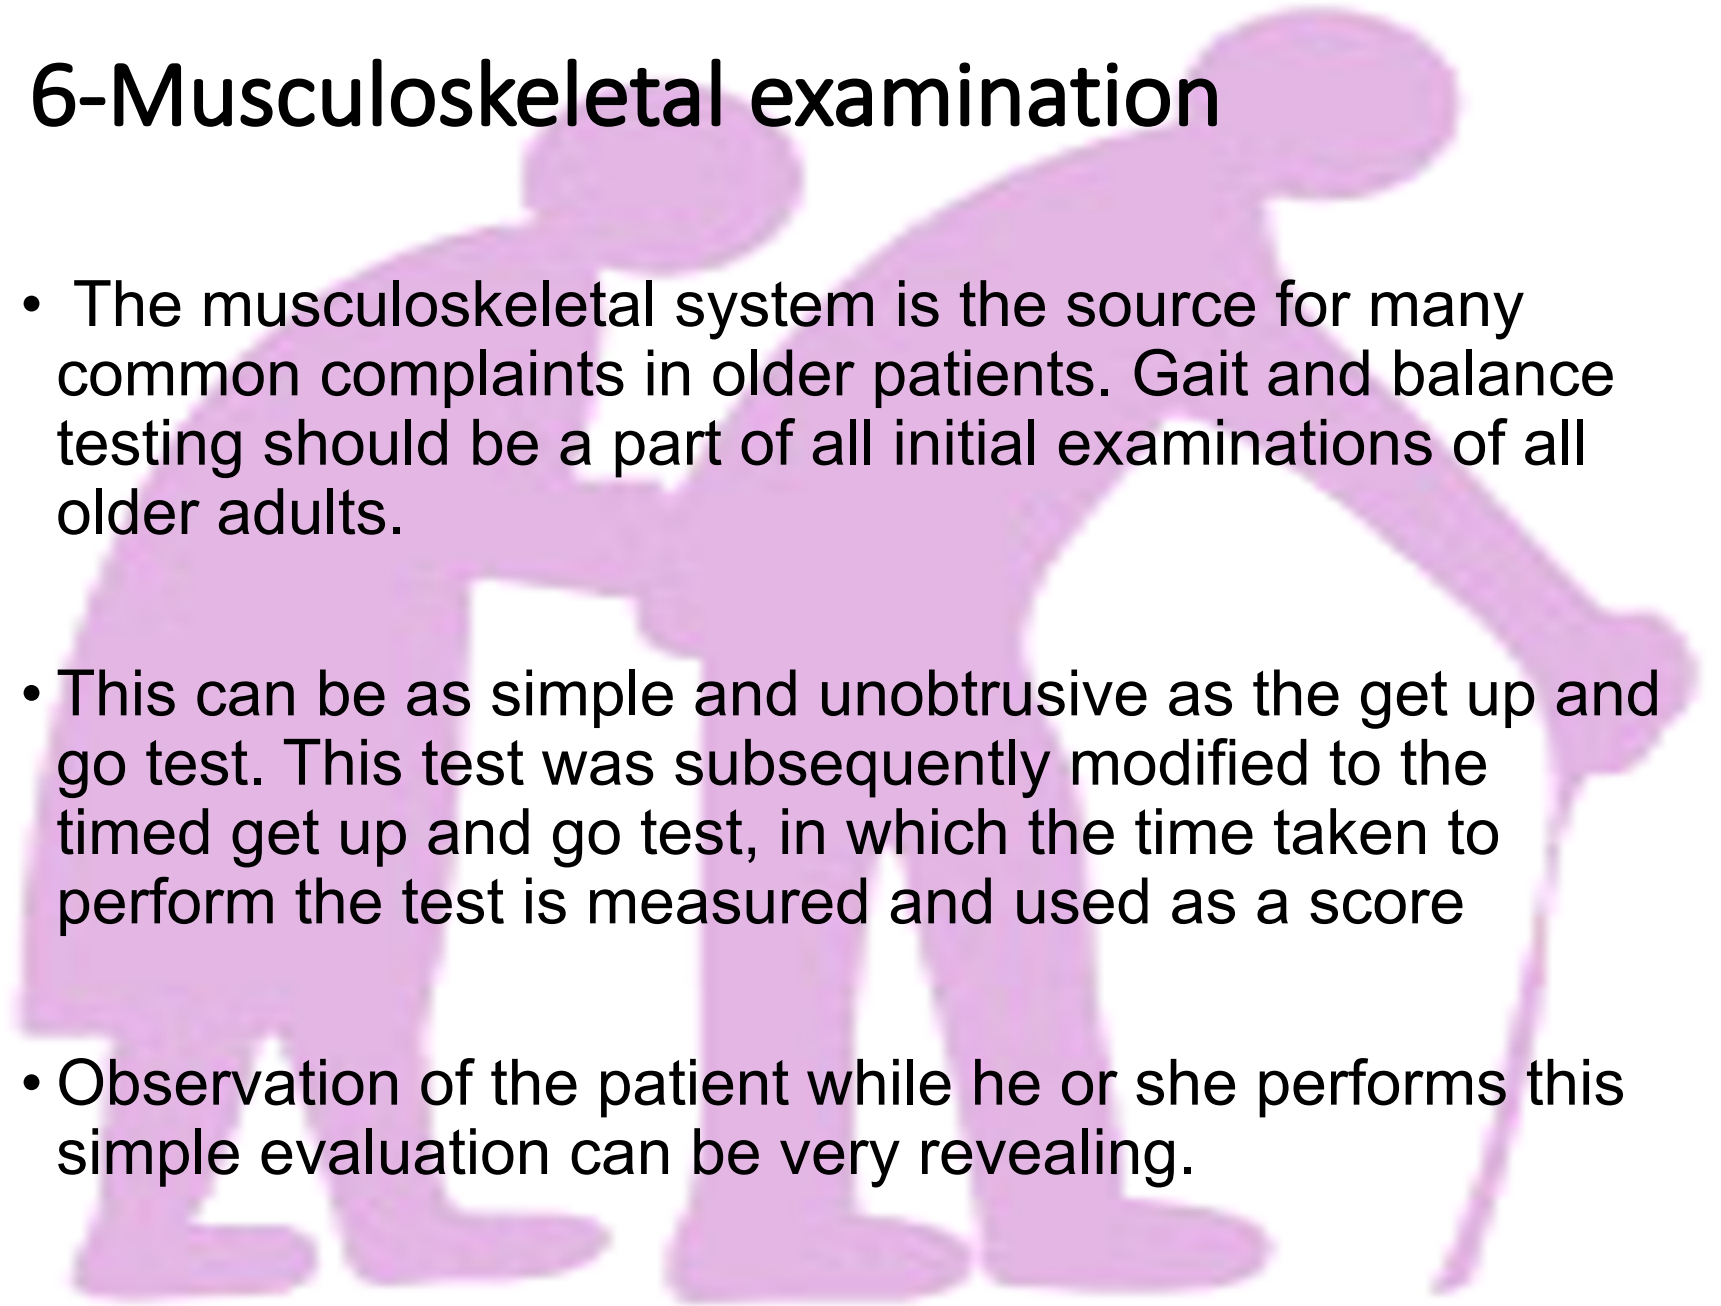 6-Musculoskeletal examination
• The musculoskeletal system is the source for many
common complaints in older patients. Gait and balance
testing should be a part of all initial examinations of all
older adults.
• This can be as simple and unobtrusive as the get up and
go test. This test was subsequently modified to the
timed get up and go test, in which the time taken to
perform the test is measured and used as a score
• Observation of the patient while he or she performs this
simple evaluation can be very revealing.